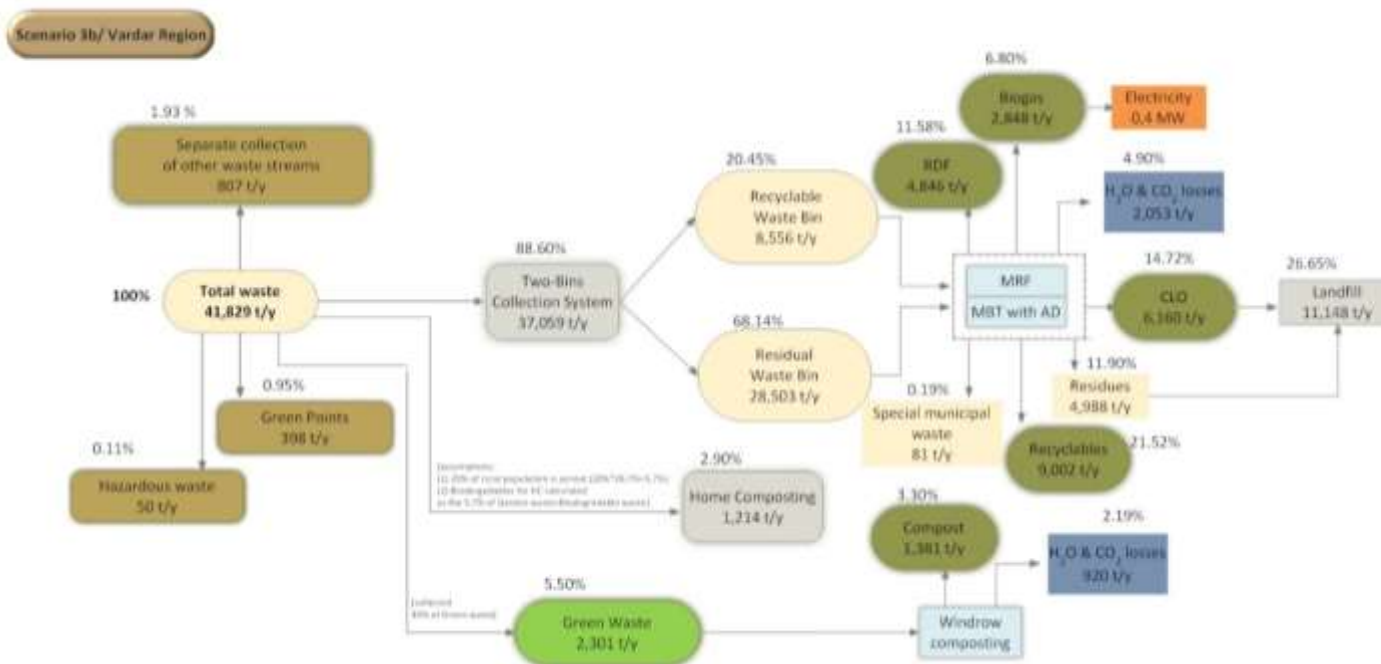 Scenario 3b/ Vardar Region
1.93 %
Separate collection
of other waste streams
807 t/y
100%
Total waste
41,829 t/y
0.95%
Green Points
398 t/y
0.11%
Hazardous waste
50 t/y
88.60%
Two-Bins
Collection System
37,059 t/y
20.45%
Recyclable
Waste Bin
8,556 t/y
68.14%
Residual
Waste Bin
28,503 t/y
2.90%
Home Composting
1,214 t/y
5.50%
Green Waste
2,301 t/y
6.80%
Biogas
2,848 t/y
Electricity
0,4 MW
11.58%
RDF
4,846 t/y
4.90%
H2O & CO2 losses
2,053 t/y
MRF
MBT with AD
14.72%
CLO
6,160 t/y
26.65%
Landfill
11,148 t/y
11.90%
Residues
4,988 t/y
0.19%
Special municipal
waste
81 t/y
Recyclables
9,002 t/y
21.52%
3.30%
Compost
1,381 t/y
2.19%
H2O & CO2 losses
920 t/y
Windrow
composting